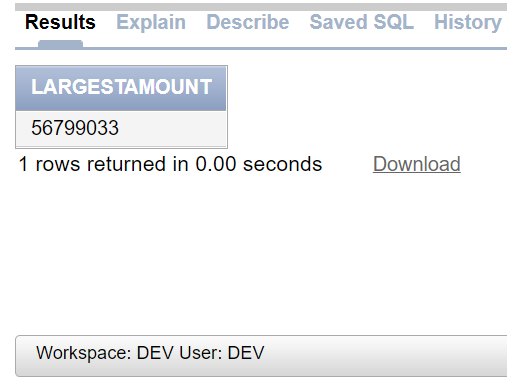 Results Explain Describe Saved SQL History
LARGESTAMOUNT
56799033
1 rows returned in 0.00 seconds Download
Workspace: DEV User: DEV